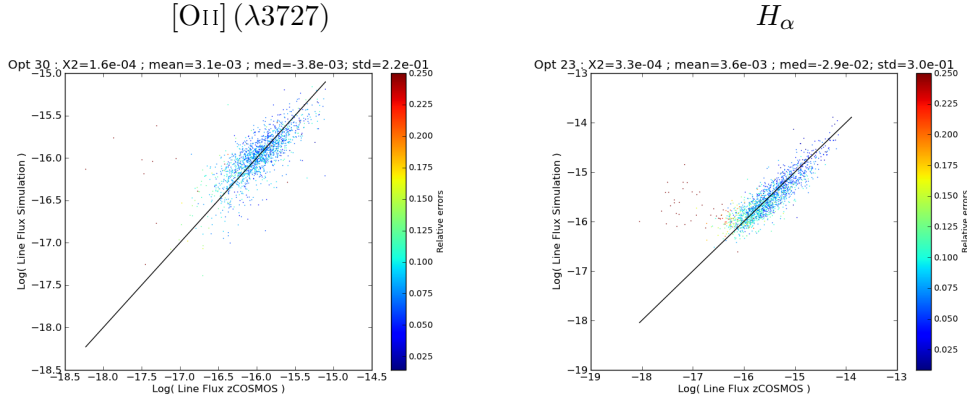 [OII] (λ3727)
Opt 30 : X2=1.6e-04 ; mean=3.1e-03 ; med=-3.8e-03; std=2.2e-01
−15.0
−15.5
−16.0
−16.5
−17.0
−17.5
−18.0
−18.5
Log( Line Flux Simulation )
−18.5 −18.0 −17.5 −17.0 −16.5 −16.0 −15.5 −15.0 −14.5
Log( Line Flux zCOSMOS )
0.250
0.225
0.200
0.175
0.150
0.125
0.100
0.075
0.050
0.025
Relative errors
Hα
Opt 23 : X2=3.3e-04 ; mean=3.6e-03 ; med=-2.9e-02; std=3.0e-01
−13
−14
−15
−16
−17
−18
−19
Log( Line Flux Simulation )
−19 −18 −17 −16 −15 −14 −13
Log( Line Flux zCOSMOS )
0.250
0.225
0.200
0.175
0.150
0.125
0.100
0.075
0.050
0.025
Relative errors